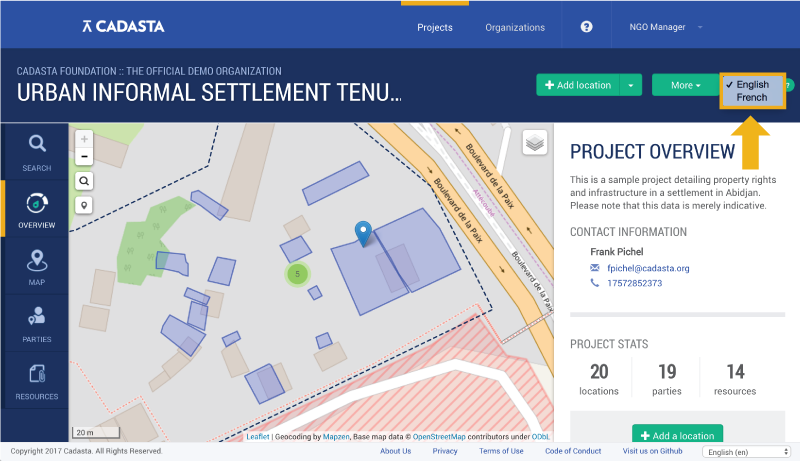 CADASTA
Projects
Organizations
?
NGO Manager
CADASTA FOUNDATION :: THE OFFICIAL DEMO ORGANIZATION
URBAN INFORMAL SETTLEMENT TENU...
+ Add location
More
✓ English
French
?
SEARCH
OVERVIEW
MAP
PARTIES
RESOURCES
+
−
Boulevard de la Paix
Boulevard de la Paix
Boulevard de la Paix
5
20 m
Leaflet | Geocoding by Mapzen, Base map data © OpenStreetMap contributors under ODbL
PROJECT OVERVIEW
This is a sample project detailing property rights
and infrastructure in a settlement in Abidjan.
Please note that this data is merely indicative.
CONTACT INFORMATION
Frank Pichel
fpichel@cadasta.org
17572852373
PROJECT STATS
20
locations
19
parties
14
resources
+ Add a location
Copyright 2017 Cadasta. All Rights Reserved.
About Us
Privacy
Terms of Use
Code of Conduct
Visit us on Github
English (en)